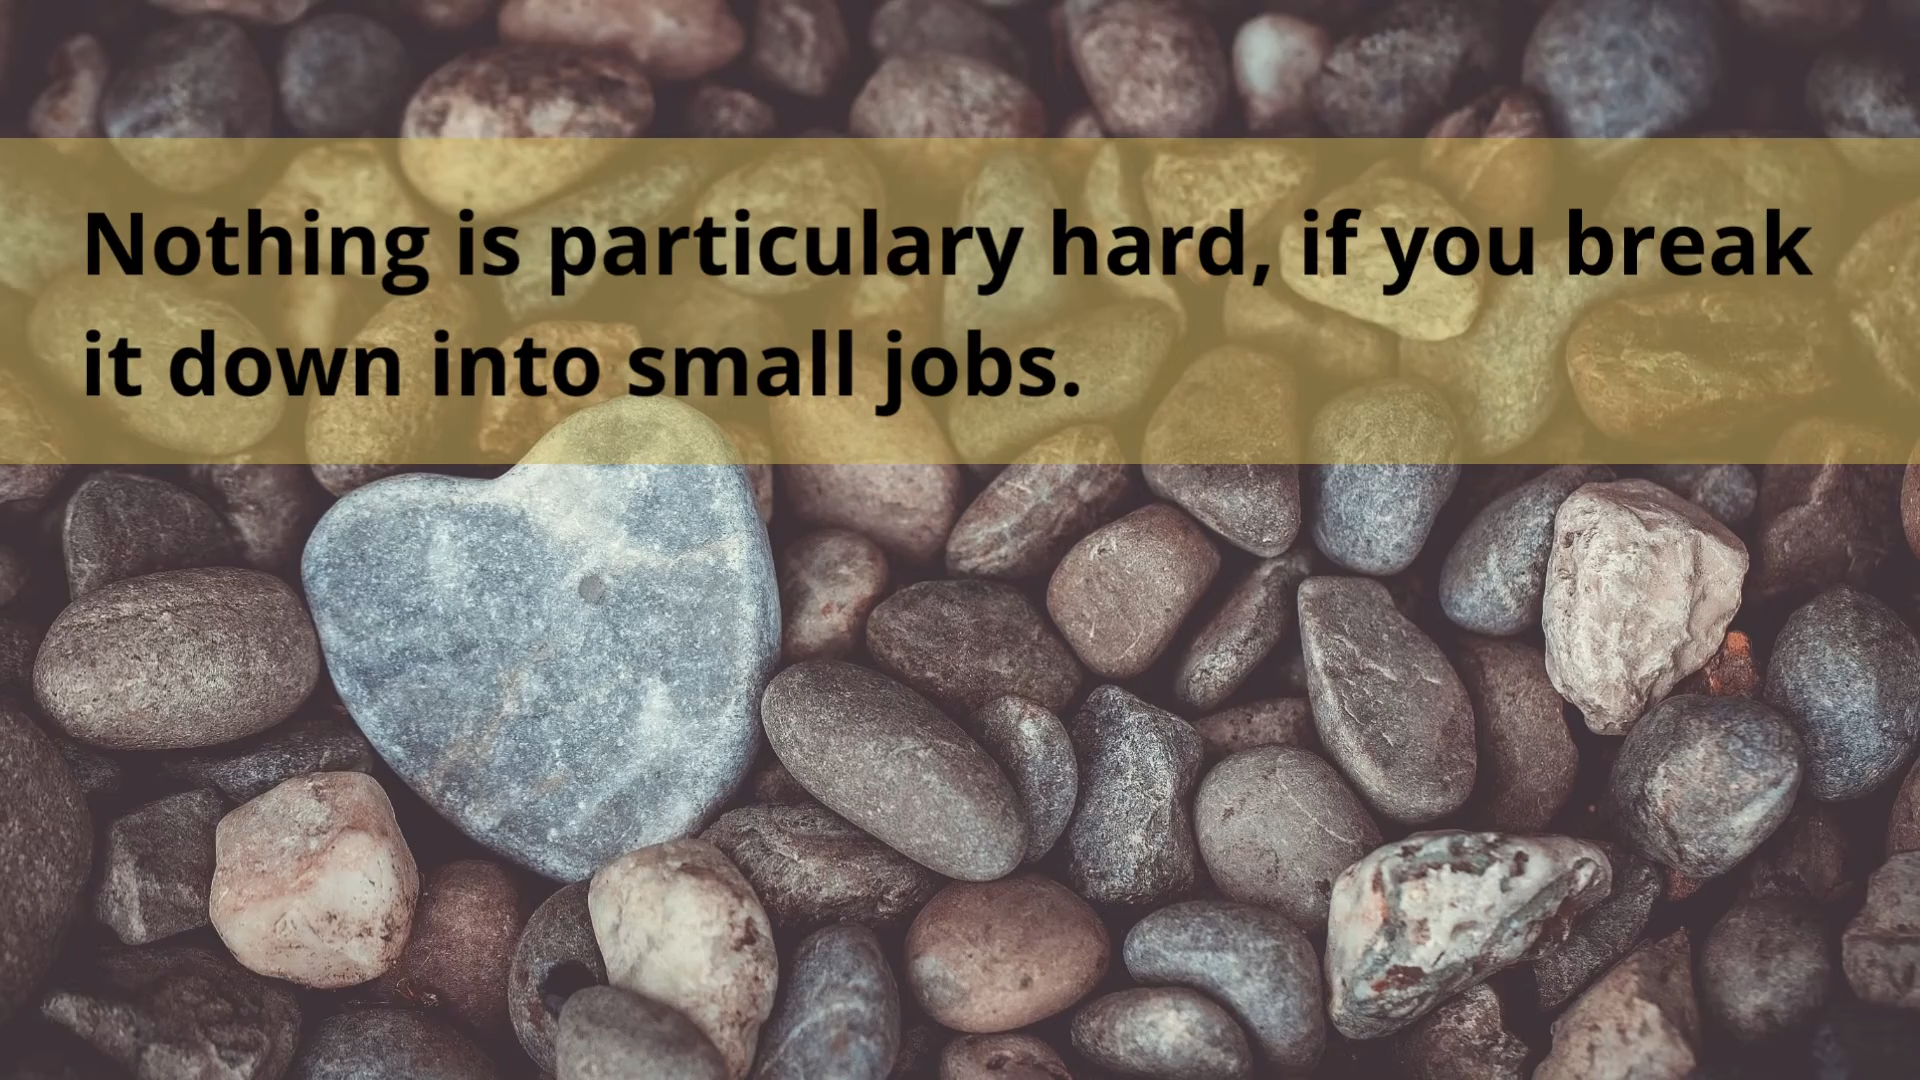 Nothing is particulary hard, if you break
it down into small jobs.